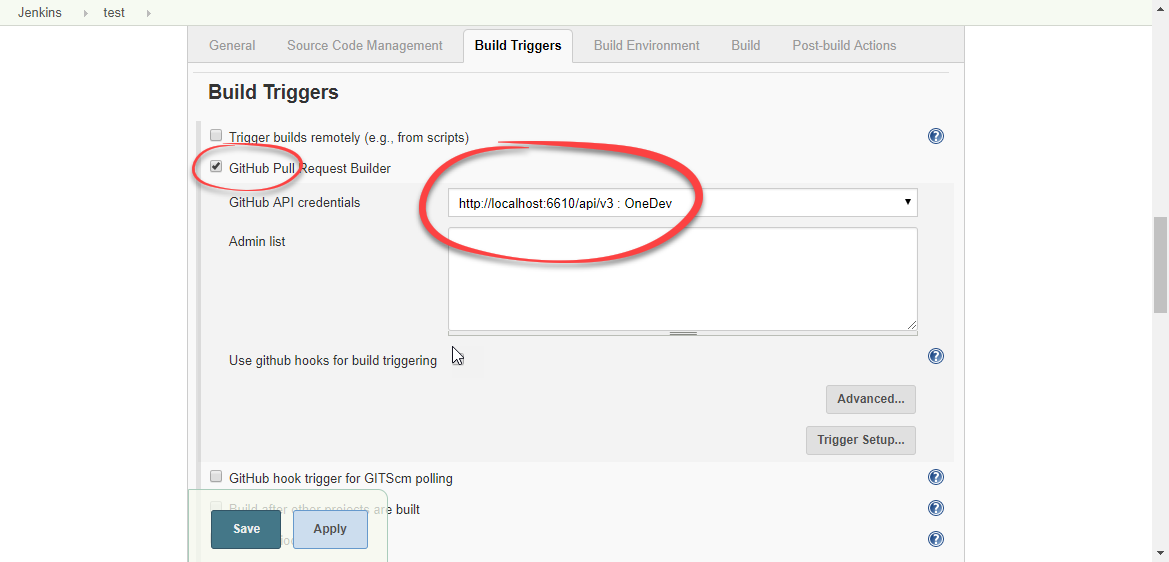 Jenkins test
General Source Code Management Build Triggers Build Environment Build Post-build Actions
Build Triggers
Trigger builds remotely (e.g., from scripts)
GitHub Pull Request Builder
GitHub API credentials http://localhost:6610/api/v3 : OneDev
Admin list
Use github hooks for build triggering
Advanced...
Trigger Setup...
GitHub hook trigger for GITScm polling
Build after other projects are built
Save Apply